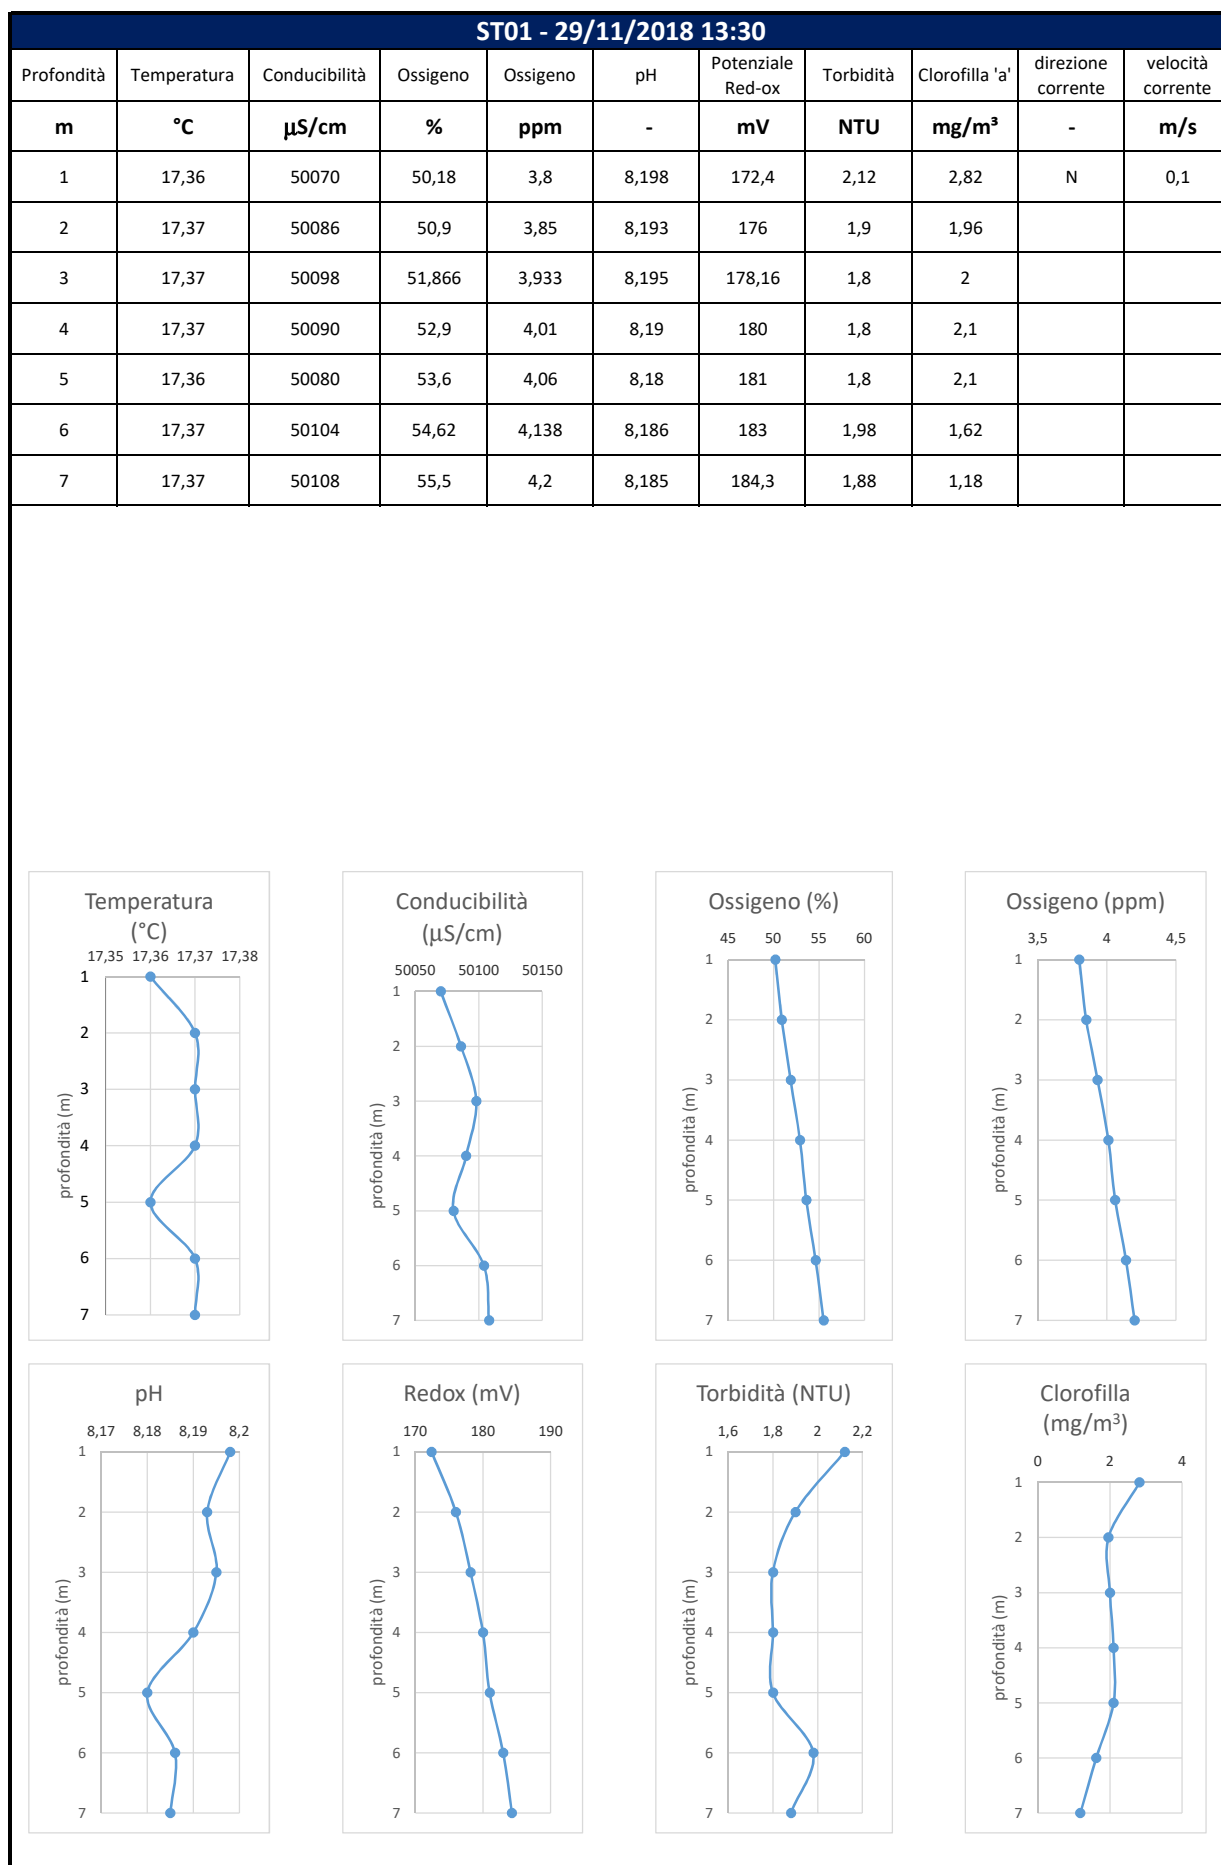 ST01 - 29/11/2018 13:30
Profondità Temperatura Conducibilità Ossigeno Ossigeno pH Potenziale Red-ox Torbidità Clorofilla 'a' direzione corrente velocità corrente
m °C µS/cm % ppm - mV NTU mg/m³ - m/s
1 17,36 50070 50,18 3,8 8,198 172,4 2,12 2,82 N 0,1
2 17,37 50086 50,9 3,85 8,193 176 1,9 1,96
3 17,37 50098 51,866 3,933 8,195 178,16 1,8 2
4 17,37 50090 52,9 4,01 8,19 180 1,8 2,1
5 17,36 50080 53,6 4,06 8,18 181 1,8 2,1
6 17,37 50104 54,62 4,138 8,186 183 1,98 1,62
7 17,37 50108 55,5 4,2 8,185 184,3 1,88 1,18
Temperatura
(°C)
17,35 17,36 17,37 17,38
1
2
3
4
5
6
7
profondità (m)
Conducibilità
(µS/cm)
50050 50100 50150
1
2
3
4
5
6
7
profondità (m)
Ossigeno (%)
45 50 55 60
1
2
3
4
5
6
7
profondità (m)
Ossigeno (ppm)
3,5 4 4,5
1
2
3
4
5
6
7
profondità (m)
pH
8,17 8,18 8,19 8,2
1
2
3
4
5
6
7
profondità (m)
Redox (mV)
170 180 190
1
2
3
4
5
6
7
profondità (m)
Torbidità (NTU)
1,6 1,8 2 2,2
1
2
3
4
5
6
7
profondità (m)
Clorofilla
(mg/m³)
0 2 4
1
2
3
4
5
6
7
profondità (m)